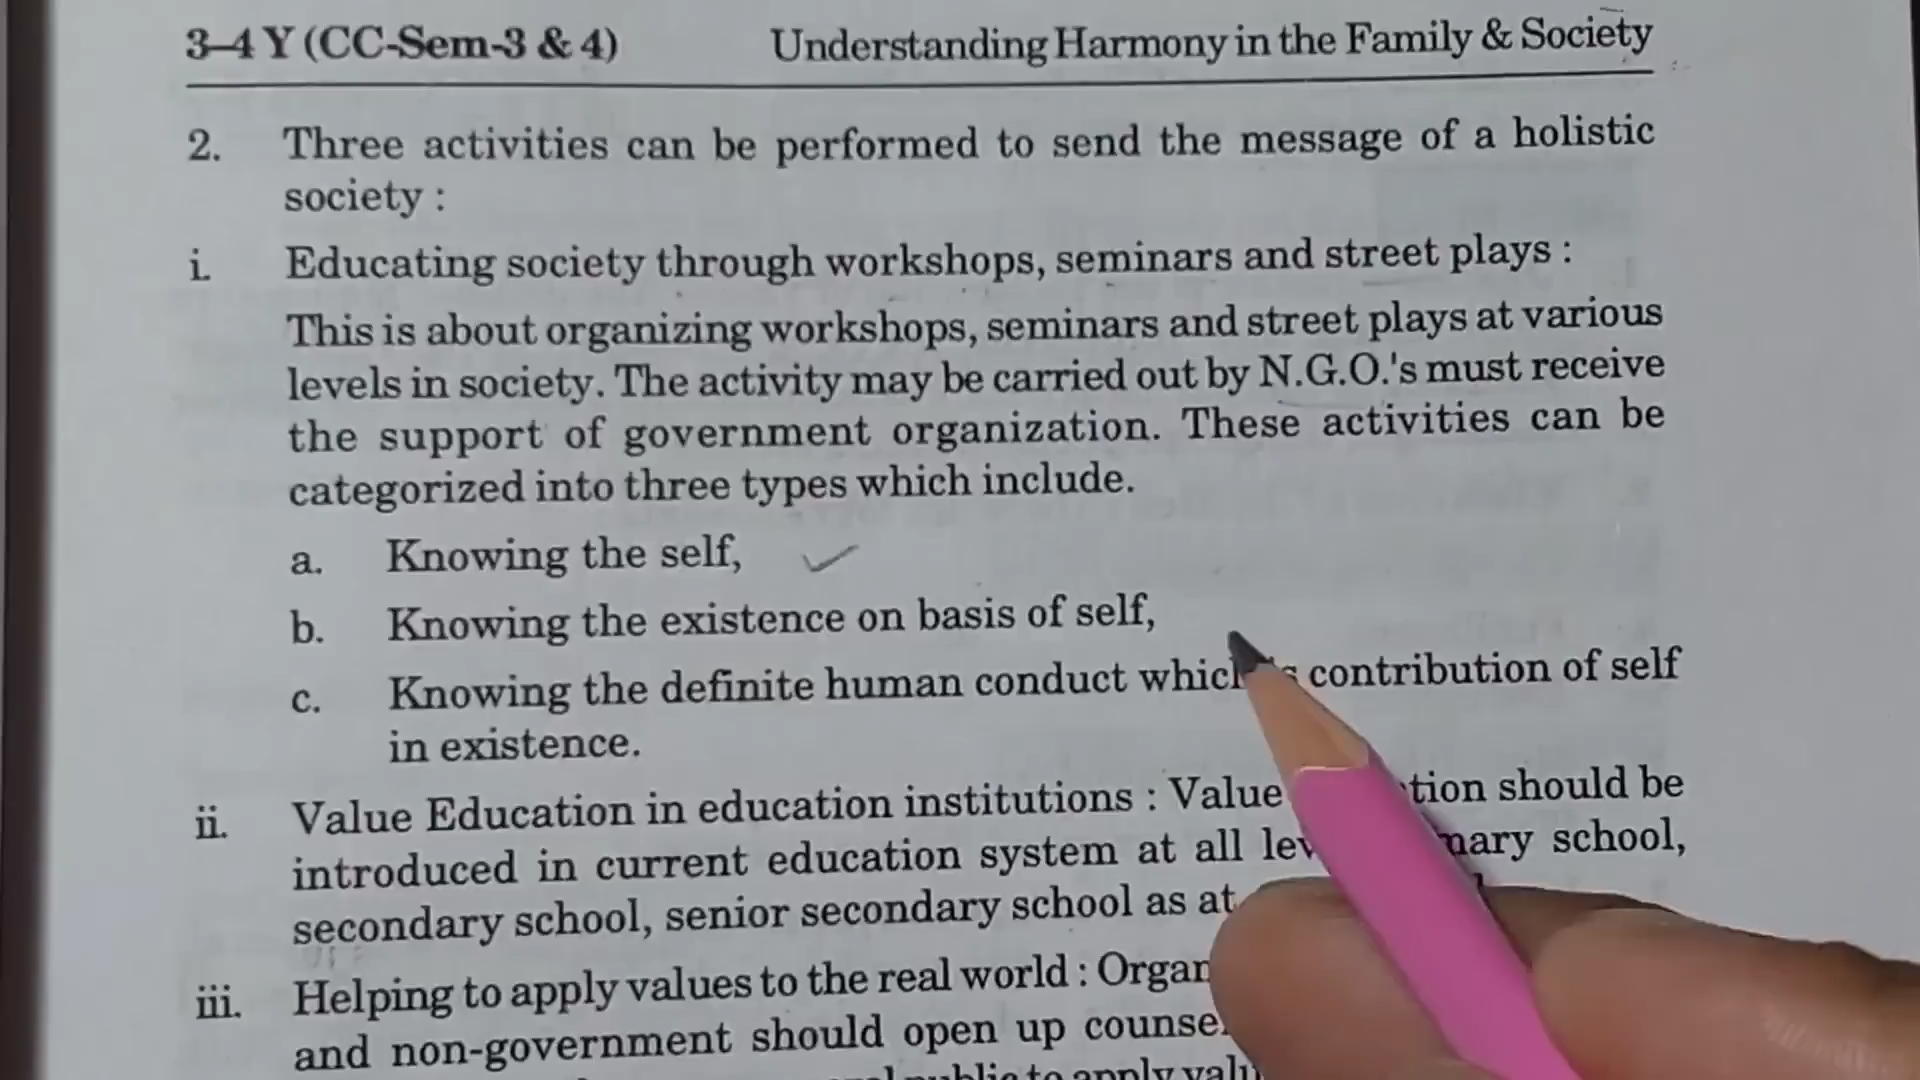 3–4 Y (CC-Sem-3 & 4) Understanding Harmony in the Family & Society
2. Three activities can be performed to send the message of a holistic
society :
i. Educating society through workshops, seminars and street plays :
This is about organizing workshops, seminars and street plays at various
levels in society. The activity may be carried out by N.G.O.'s must receive
the support of government organization. These activities can be
categorized into three types which include.
a. Knowing the self,
b. Knowing the existence on basis of self,
c. Knowing the definite human conduct which contribution of self
in existence.
ii. Value Education in education institutions : Value should be
introduced in current education system at all school,
secondary school, senior secondary school as at
iii. Helping to apply values to the real world :
and non-government should open up
to apply